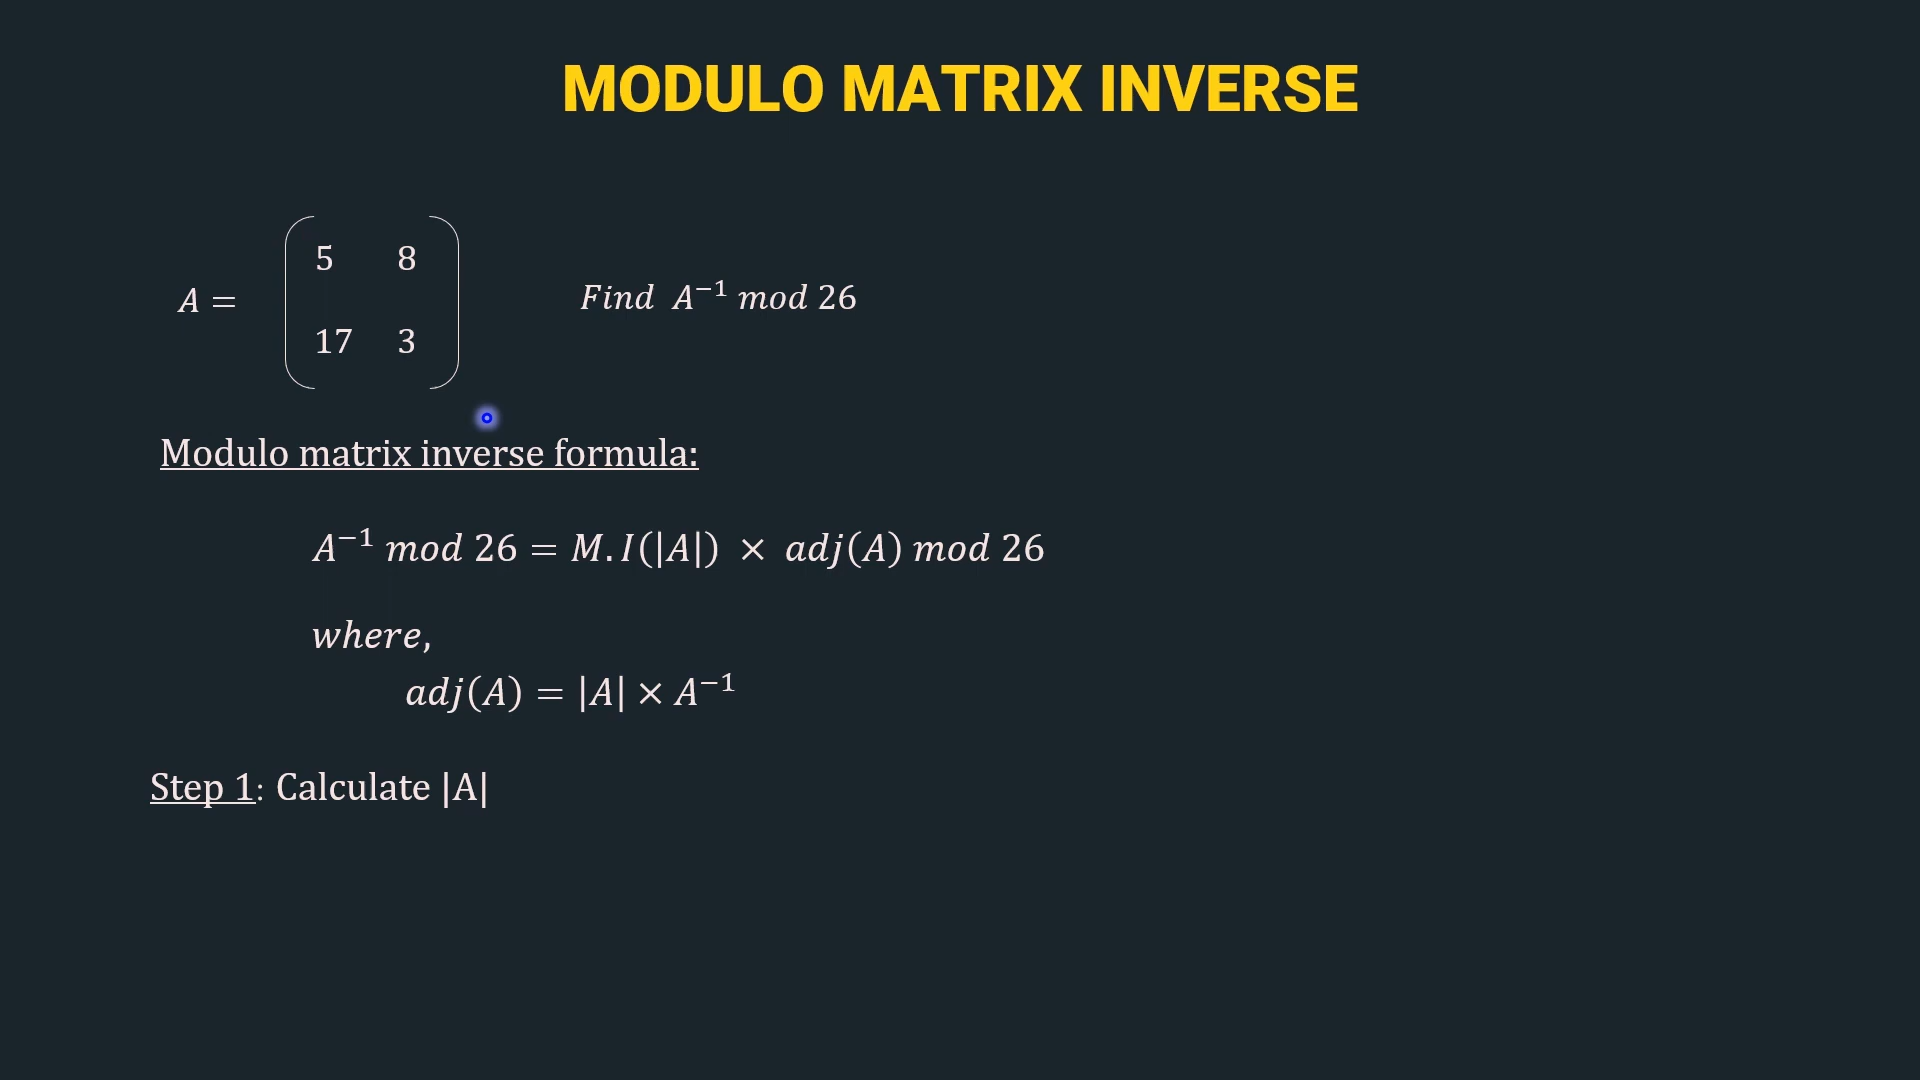 MODULO MATRIX INVERSE
5 8
A =
17 3
Find A⁻¹ mod 26
Modulo matrix inverse formula:
A⁻¹ mod 26 = M.I(|A|) × adj(A) mod 26
where,
adj(A) = |A| × A⁻¹
Step 1: Calculate |A|